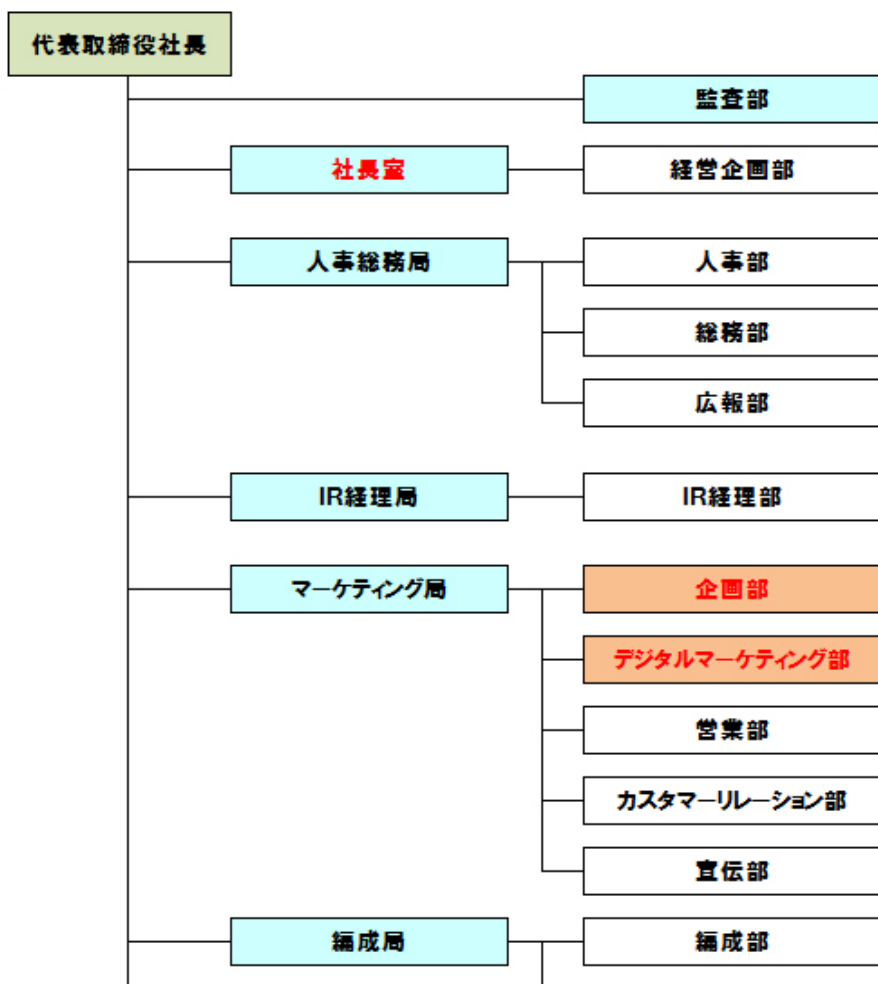 代表取締役社長
監査部
社長室
経営企画部
人事総務局
人事部
総務部
広報部
IR経理局
IR経理部
マーケティング局
企画部
デジタルマーケティング部
営業部
カスタマーリレーション部
宣伝部
編成局
編成部